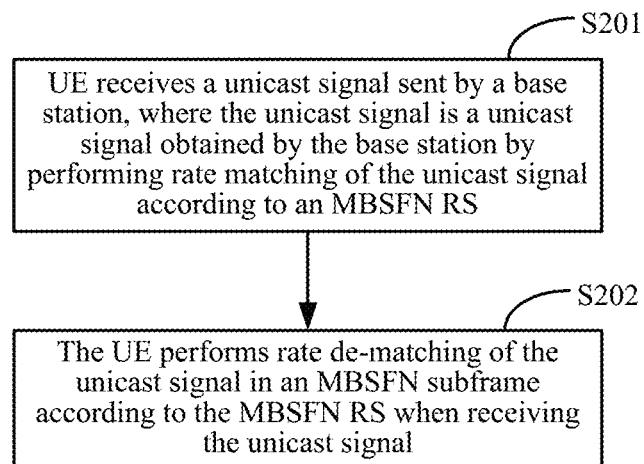 S201
UE receives a unicast signal sent by a base
station, where the unicast signal is a unicast
signal obtained by the base station by
performing rate matching of the unicast signal
according to an MBSFN RS
S202
The UE performs rate de-matching of the
unicast signal in an MBSFN subframe
according to the MBSFN RS when receiving
the unicast signal